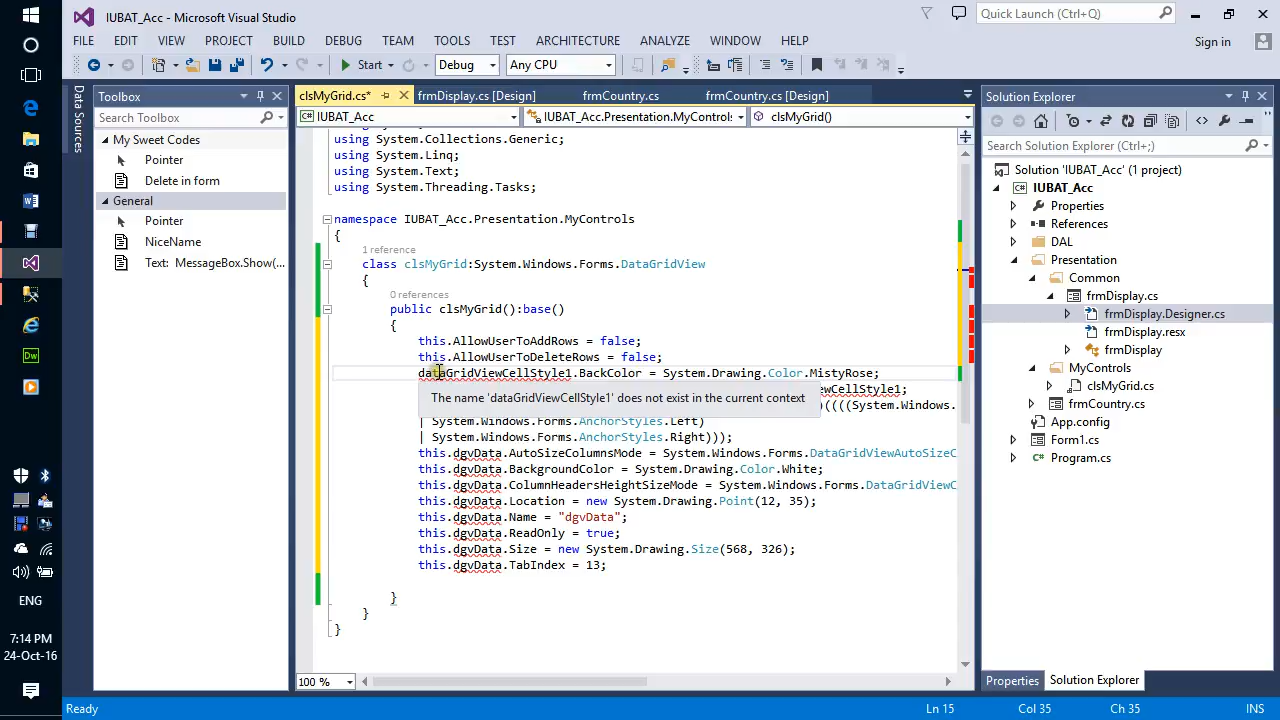 IUBAT_Acc - Microsoft Visual Studio
Quick Launch (Ctrl+Q)
FILE EDIT VIEW PROJECT BUILD DEBUG TEAM TOOLS TEST ARCHITECTURE ANALYZE WINDOW HELP
Sign in
Start Debug Any CPU
Data Sources
Toolbox
Search Toolbox
My Sweet Codes
Pointer
Delete in form
General
Pointer
NiceName
Text: MessageBox.Show(...
clsMyGrid.cs* frmDisplay.cs [Design] frmCountry.cs frmCountry.cs [Design]
IUBAT_Acc IUBAT_Acc.Presentation.MyControls clsMyGrid()
using System.Collections.Generic;
using System.Linq;
using System.Text;
using System.Threading.Tasks;
namespace IUBAT_Acc.Presentation.MyControls
{
1 reference
class clsMyGrid:System.Windows.Forms.DataGridView
{
0 references
public clsMyGrid():base()
{
this.AllowUserToAddRows = false;
this.AllowUserToDeleteRows = false;
dataGridViewCellStyle1.BackColor = System.Drawing.Color.MistyRose;
ewCellStyle1;
The name 'dataGridViewCellStyle1' does not exist in the current context
)((((System.Windows.
| System.Windows.Forms.AnchorStyles.Left)
| System.Windows.Forms.AnchorStyles.Right)));
this.dgvData.AutoSizeColumnsMode = System.Windows.Forms.DataGridViewAutoSizeC
this.dgvData.BackgroundColor = System.Drawing.Color.White;
this.dgvData.ColumnHeadersHeightSizeMode = System.Windows.Forms.DataGridViewC
this.dgvData.Location = new System.Drawing.Point(12, 35);
this.dgvData.Name = "dgvData";
this.dgvData.ReadOnly = true;
this.dgvData.Size = new System.Drawing.Size(568, 326);
this.dgvData.TabIndex = 13;
}
}
}
100 %
Solution Explorer
Search Solution Explorer (Ctrl+;)
Solution 'IUBAT_Acc' (1 project)
IUBAT_Acc
Properties
References
DAL
Presentation
Common
frmDisplay.cs
frmDisplay.Designer.cs
frmDisplay.resx
frmDisplay
MyControls
clsMyGrid.cs
frmCountry.cs
App.config
Form1.cs
Program.cs
Properties Solution Explorer
Ready Ln 15 Col 35 Ch 35 INS
ENG
7:14 PM
24-Oct-16